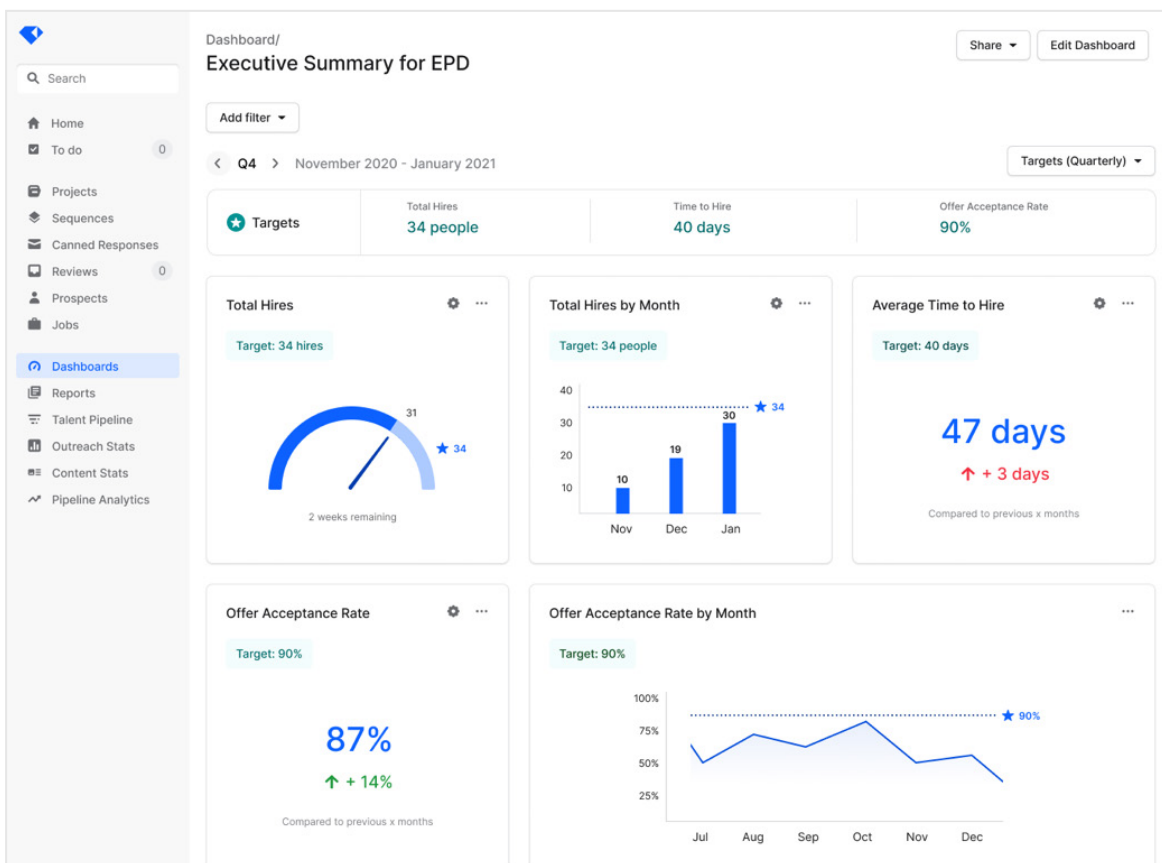 Dashboard/
Executive Summary for EPD
Share
Edit Dashboard
Search
Home
To do 0
Projects
Sequences
Canned Responses
Reviews 0
Prospects
Jobs
Dashboards
Reports
Talent Pipeline
Outreach Stats
Content Stats
Pipeline Analytics
Add filter
Q4 November 2020 - January 2021
Targets (Quarterly)
Targets
Total Hires
34 people
Time to Hire
40 days
Offer Acceptance Rate
90%
Total Hires
Target: 34 hires
31
34
2 weeks remaining
Total Hires by Month
Target: 34 people
40
30
20
10
34
10
19
30
Nov Dec Jan
Average Time to Hire
Target: 40 days
47 days
+ 3 days
Compared to previous x months
Offer Acceptance Rate
Target: 90%
87%
+ 14%
Compared to previous x months
Offer Acceptance Rate by Month
Target: 90%
100%
75%
50%
25%
90%
Jul Aug Sep Oct Nov Dec